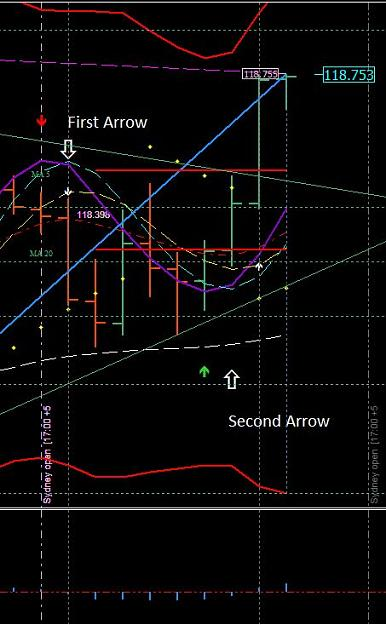 118.755
118.753
First Arrow
MA 5
118.398
MA 20
Second Arrow
Sydney open [17:00 +5
Sydney open [17:00 +5